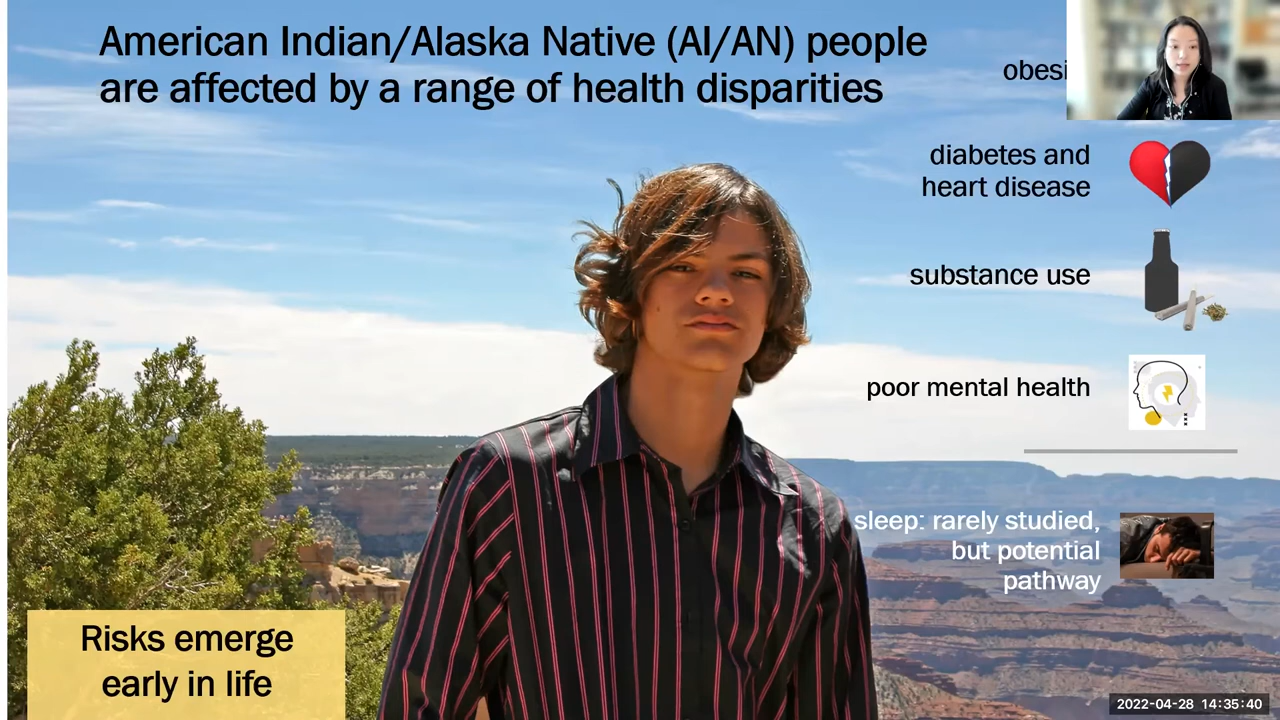 American Indian/Alaska Native (AI/AN) people
are affected by a range of health disparities
diabetes and
heart disease
substance use
poor mental health
sleep: rarely studied,
but potential
pathway
Risks emerge
early in life
2022-04-28 14:35:40